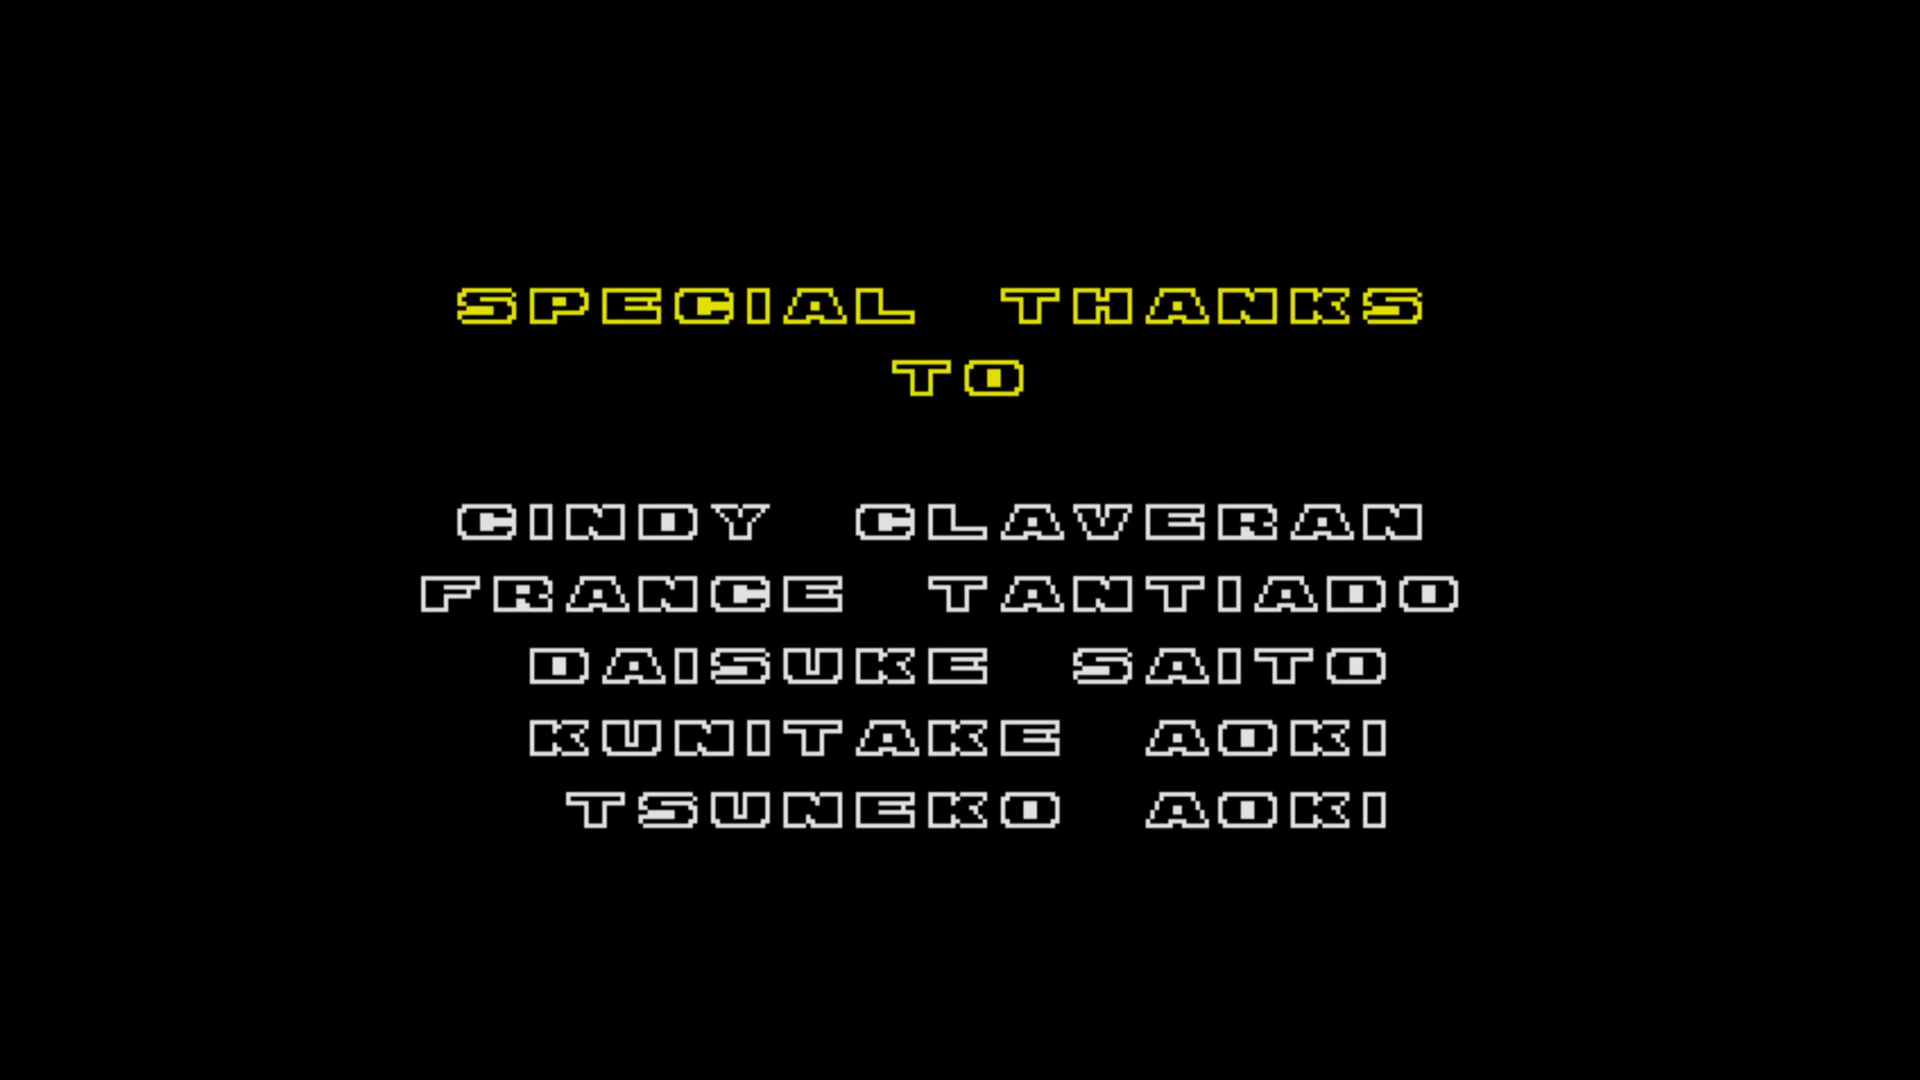 SPECIAL THANKS
TO
CINDY CLAVERAN
FRANCE TANTIADO
DAISUKE SAITO
KUNITAKE AOKI
TSUNEKO AOKI